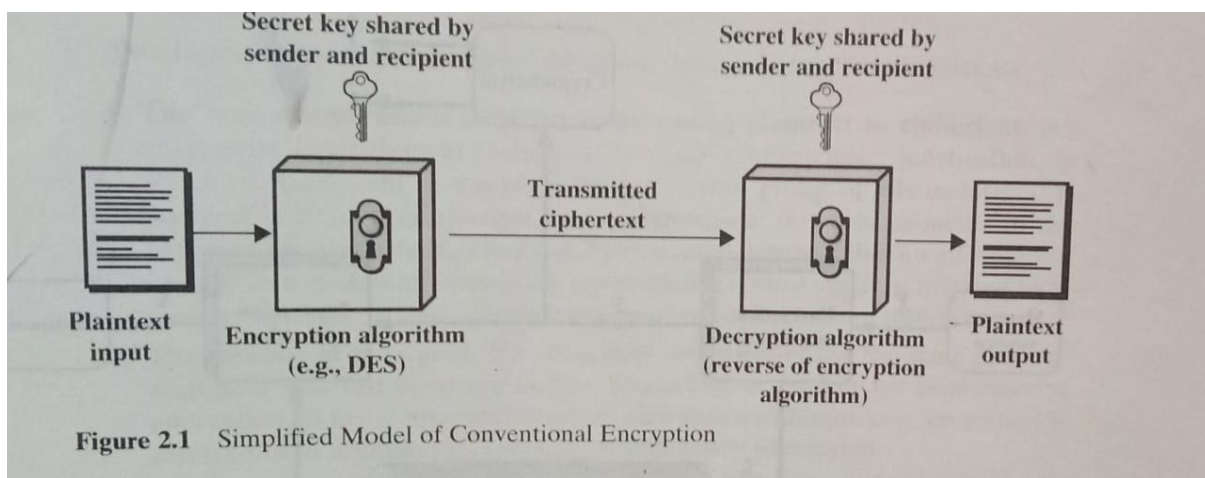 Secret key shared by
sender and recipient
Secret key shared by
sender and recipient
Transmitted
ciphertext
Plaintext
input
Encryption algorithm
(e.g., DES)
Decryption algorithm
(reverse of encryption
algorithm)
Plaintext
output
Figure 2.1 Simplified Model of Conventional Encryption